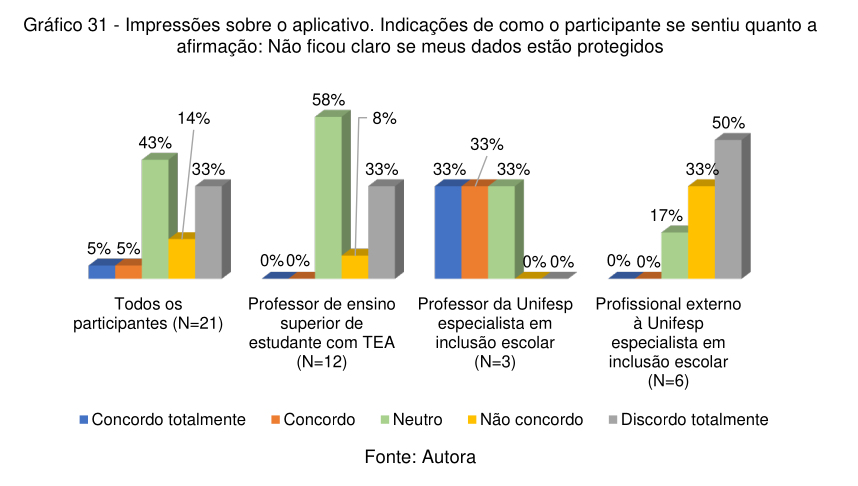 Gráfico 31 - Impressões sobre o aplicativo. Indicações de como o participante se sentiu quanto a
afirmação: Não ficou claro se meus dados estão protegidos
5% 5% 43% 14% 33%
0% 0% 58% 8% 33%
33% 33% 33% 0% 0%
0% 0% 17% 33% 50%
Todos os
participantes (N=21)
Professor de ensino
superior de
estudante com TEA
(N=12)
Professor da Unifesp
especialista em
inclusão escolar
(N=3)
Profissional externo
à Unifesp
especialista em
inclusão escolar
(N=6)
Concordo totalmente Concordo Neutro Não concordo Discordo totalmente
Fonte: Autora